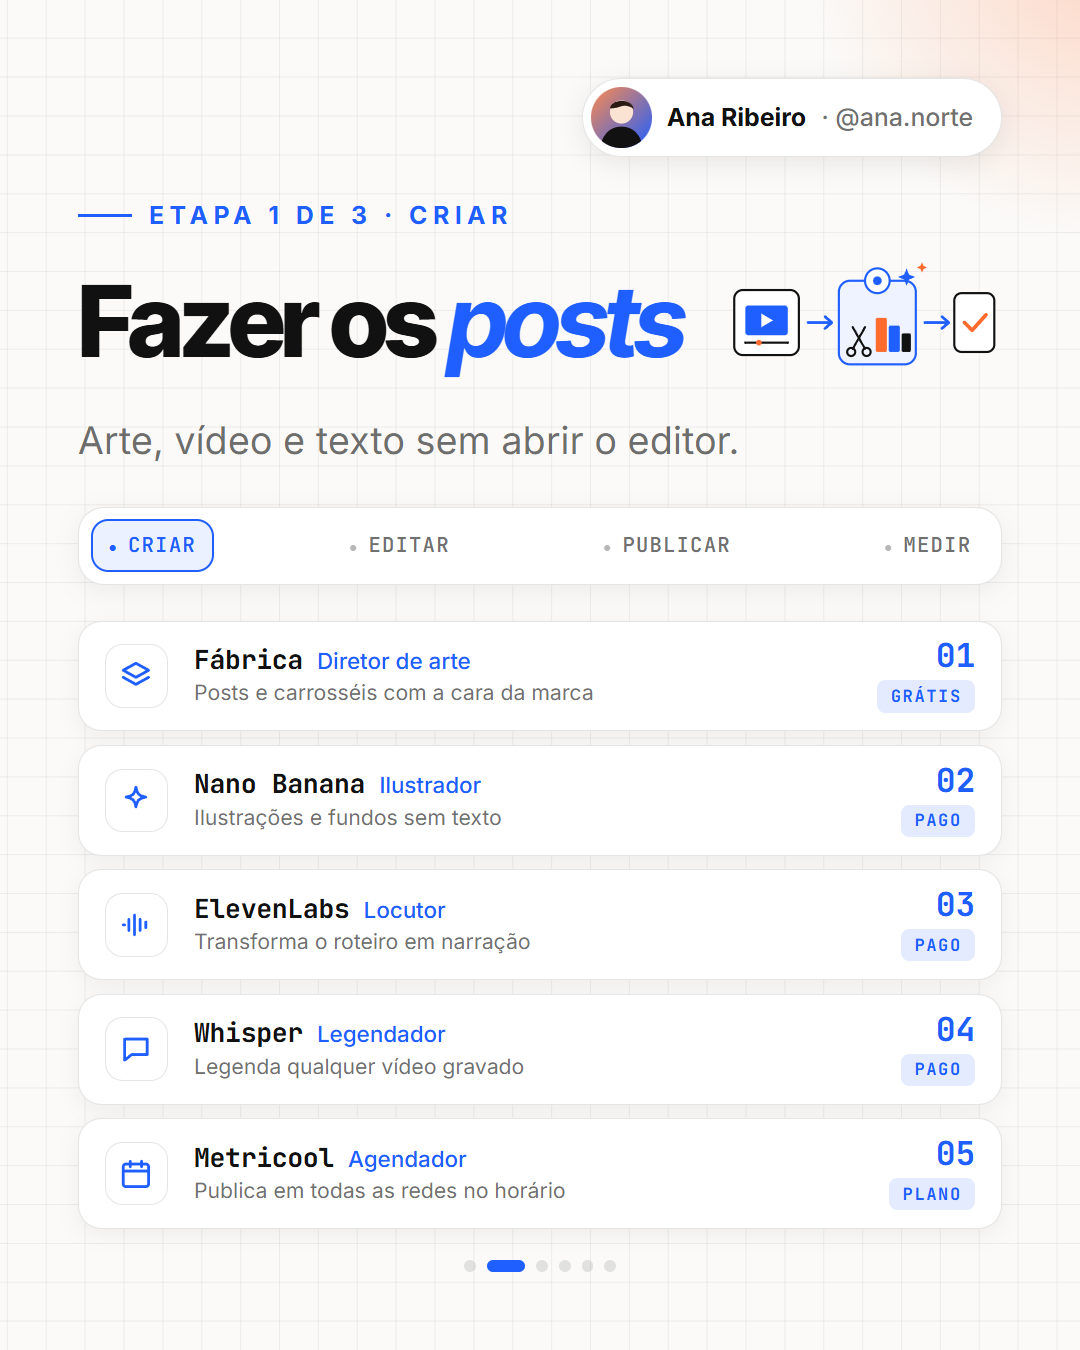 Ana Ribeiro · @ana.norte
ETAPA 1 DE 3 · CRIAR
Fazer os posts
Arte, vídeo e texto sem abrir o editor.
• CRIAR • EDITAR • PUBLICAR • MEDIR
Fábrica Diretor de arte 01
Posts e carrosséis com a cara da marca GRÁTIS
Nano Banana Ilustrador 02
Ilustrações e fundos sem texto PAGO
ElevenLabs Locutor 03
Transforma o roteiro em narração PAGO
Whisper Legendador 04
Legenda qualquer vídeo gravado PAGO
Metricool Agendador 05
Publica em todas as redes no horário PLANO